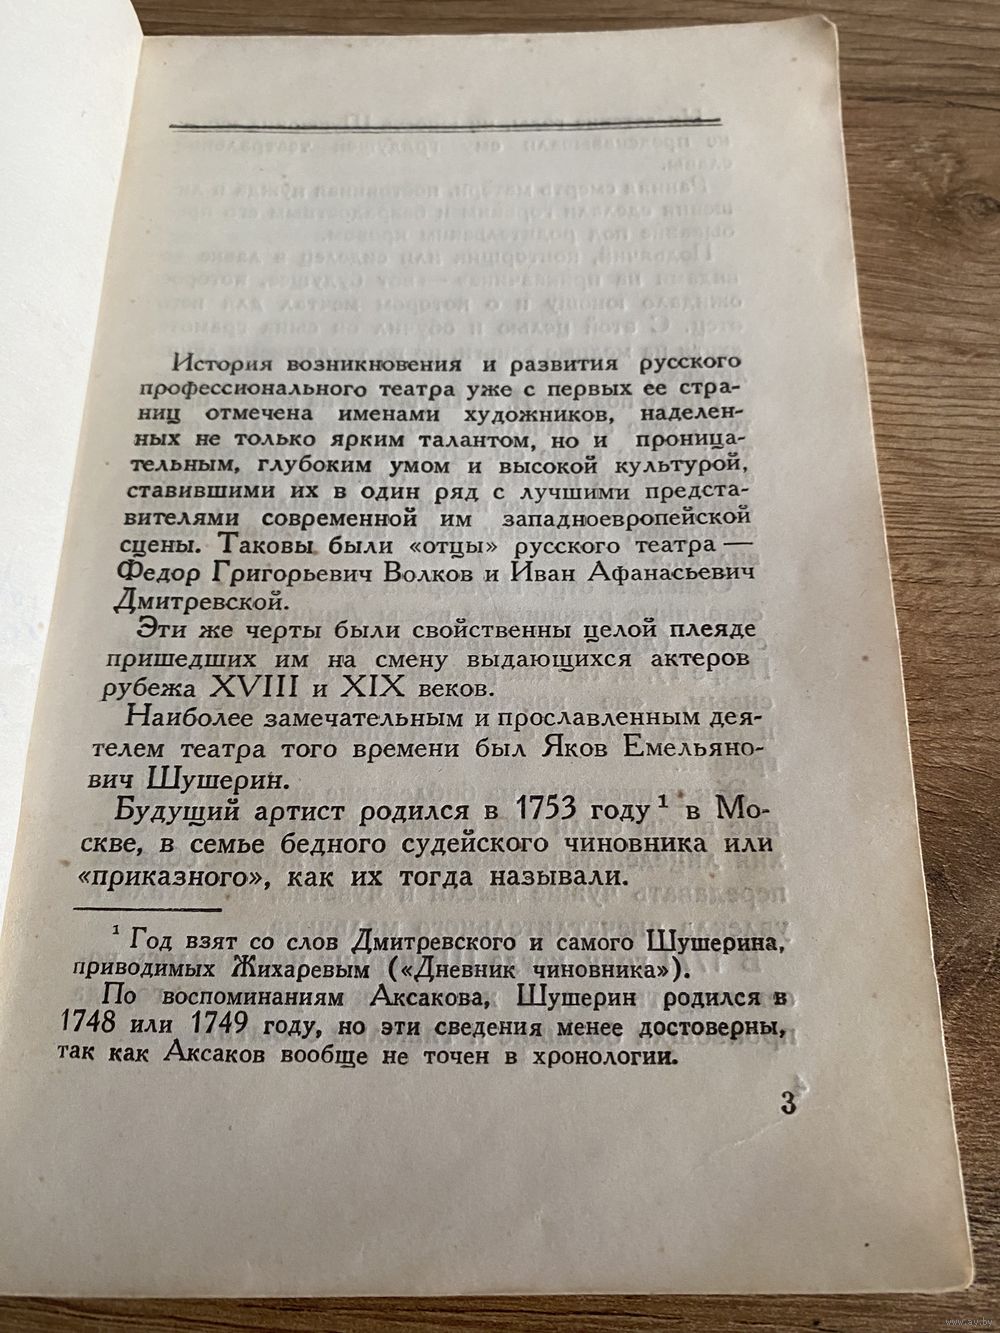 История возникновения и развития русского
профессионального театра уже с первых ее стра-
ниц отмечена именами художников, наделен-
ных не только ярким талантом, но и проница-
тельным, глубоким умом и высокой культурой,
ставившими их в один ряд с лучшими предста-
вителями современной им западноевропейской
сцены. Таковы были «отцы» русского театра —
Федор Григорьевич Волков и Иван Афанасьевич
Дмитревской.
Эти же черты были свойственны целой плеяде
пришедших им на смену выдающихся актеров
рубежа XVIII и XIX веков.
Наиболее замечательным и прославленным дея-
телем театра того времени был Яков Емельяно-
вич Шушерин.
Будущий артист родился в 1753 году¹ в Мо-
скве, в семье бедного судейского чиновника или
«приказного», как их тогда называли.
¹ Год взят со слов Дмитревского и самого Шушерина,
приводимых Жихаревым («Дневник чиновника»).
По воспоминаниям Аксакова, Шушерин родился в
1748 или 1749 году, но эти сведения менее достоверны,
так как Аксаков вообще не точен в хронологии.
3
www.ay.by